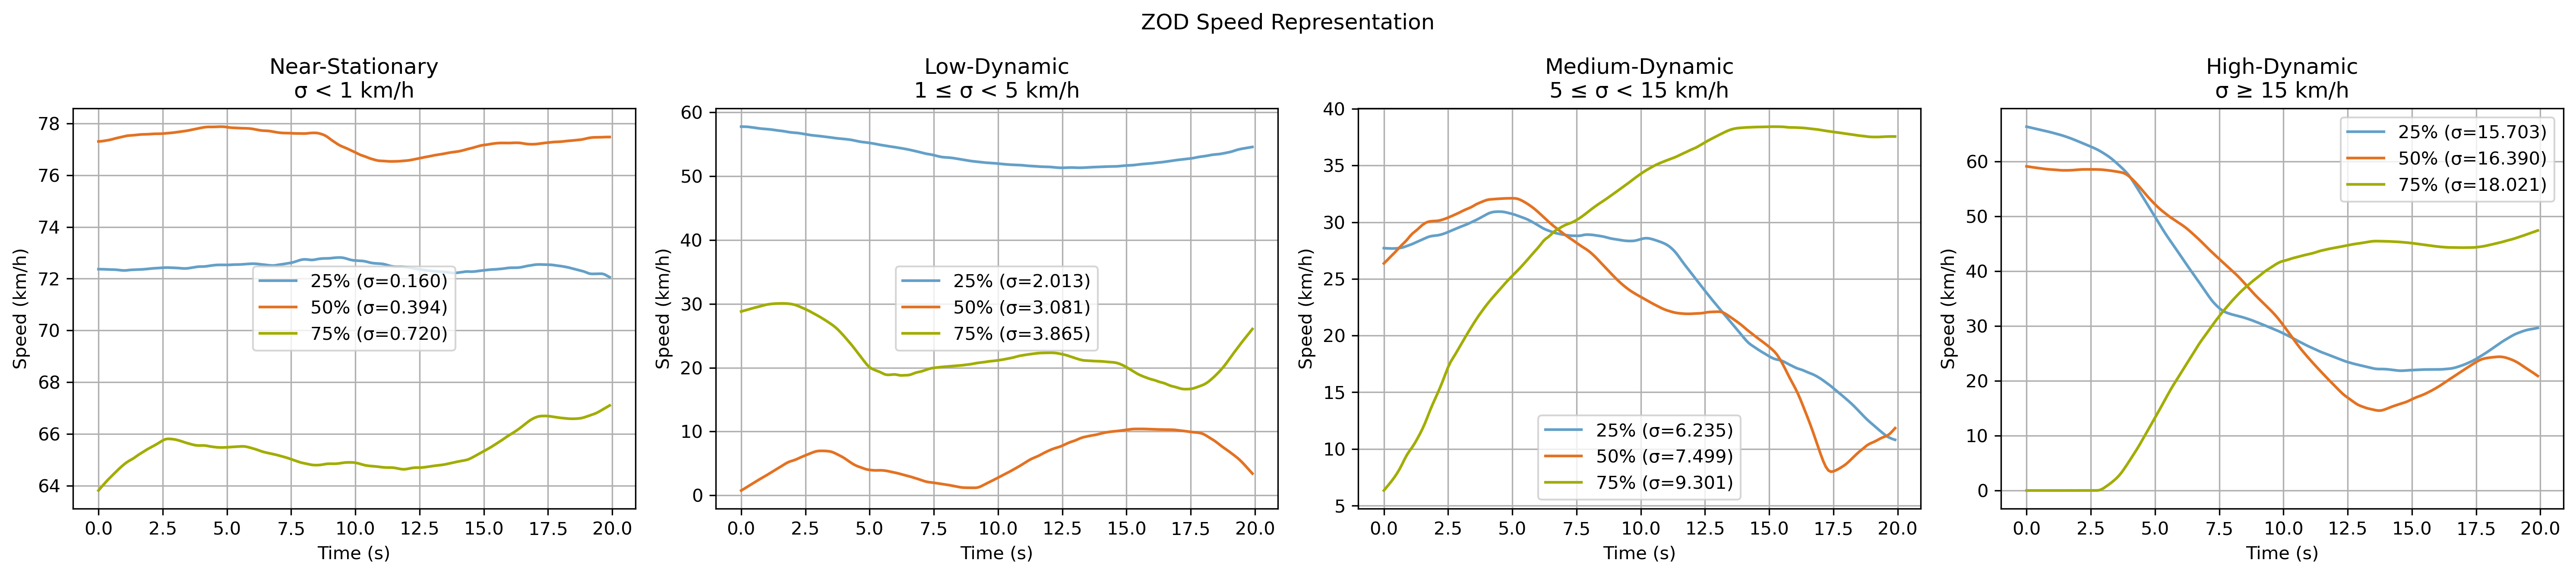 ZOD Speed Representation
Near-Stationary
σ < 1 km/h
78
76
74
72
70
68
66
64
Speed (km/h)
25% (σ=0.160)
50% (σ=0.394)
75% (σ=0.720)
0.0 2.5 5.0 7.5 10.0 12.5 15.0 17.5 20.0
Time (s)
Low-Dynamic
1 ≤ σ < 5 km/h
60
50
40
30
20
10
0
Speed (km/h)
25% (σ=2.013)
50% (σ=3.081)
75% (σ=3.865)
0.0 2.5 5.0 7.5 10.0 12.5 15.0 17.5 20.0
Time (s)
Medium-Dynamic
5 ≤ σ < 15 km/h
40
35
30
25
20
15
10
5
Speed (km/h)
25% (σ=6.235)
50% (σ=7.499)
75% (σ=9.301)
0.0 2.5 5.0 7.5 10.0 12.5 15.0 17.5 20.0
Time (s)
High-Dynamic
σ ≥ 15 km/h
60
50
40
30
20
10
0
Speed (km/h)
25% (σ=15.703)
50% (σ=16.390)
75% (σ=18.021)
0.0 2.5 5.0 7.5 10.0 12.5 15.0 17.5 20.0
Time (s)